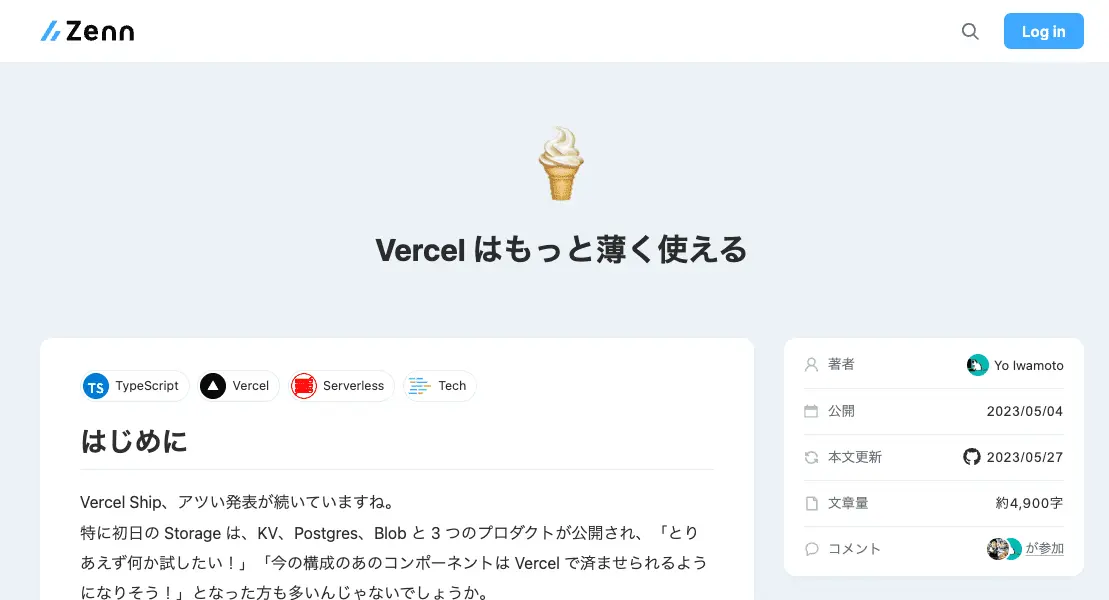 Zenn
Log in
Vercel はもっと薄く使える
TS TypeScript
Vercel
Serverless
Tech
はじめに
Vercel Ship、アツい発表が続いていますね。
特に初日の Storage は、KV、Postgres、Blob と 3 つのプロダクトが公開され、「とり
あえず何か試したい！」「今の構成のあのコンポーネントは Vercel で済ませられるよう
になりそう！」となった方も多いんじゃないでしょうか。
著者 Yo Iwamoto
公開 2023/05/04
本文更新 2023/05/27
文章量 約4,900字
コメント が参加